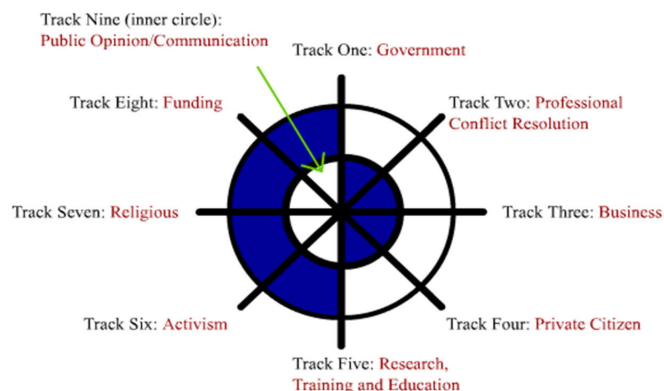 Track Nine (inner circle):
Public Opinion/Communication
Track One: Government
Track Eight: Funding
Track Two: Professional
Conflict Resolution
Track Seven: Religious
Track Three: Business
Track Six: Activism
Track Four: Private Citizen
Track Five: Research,
Training and Education